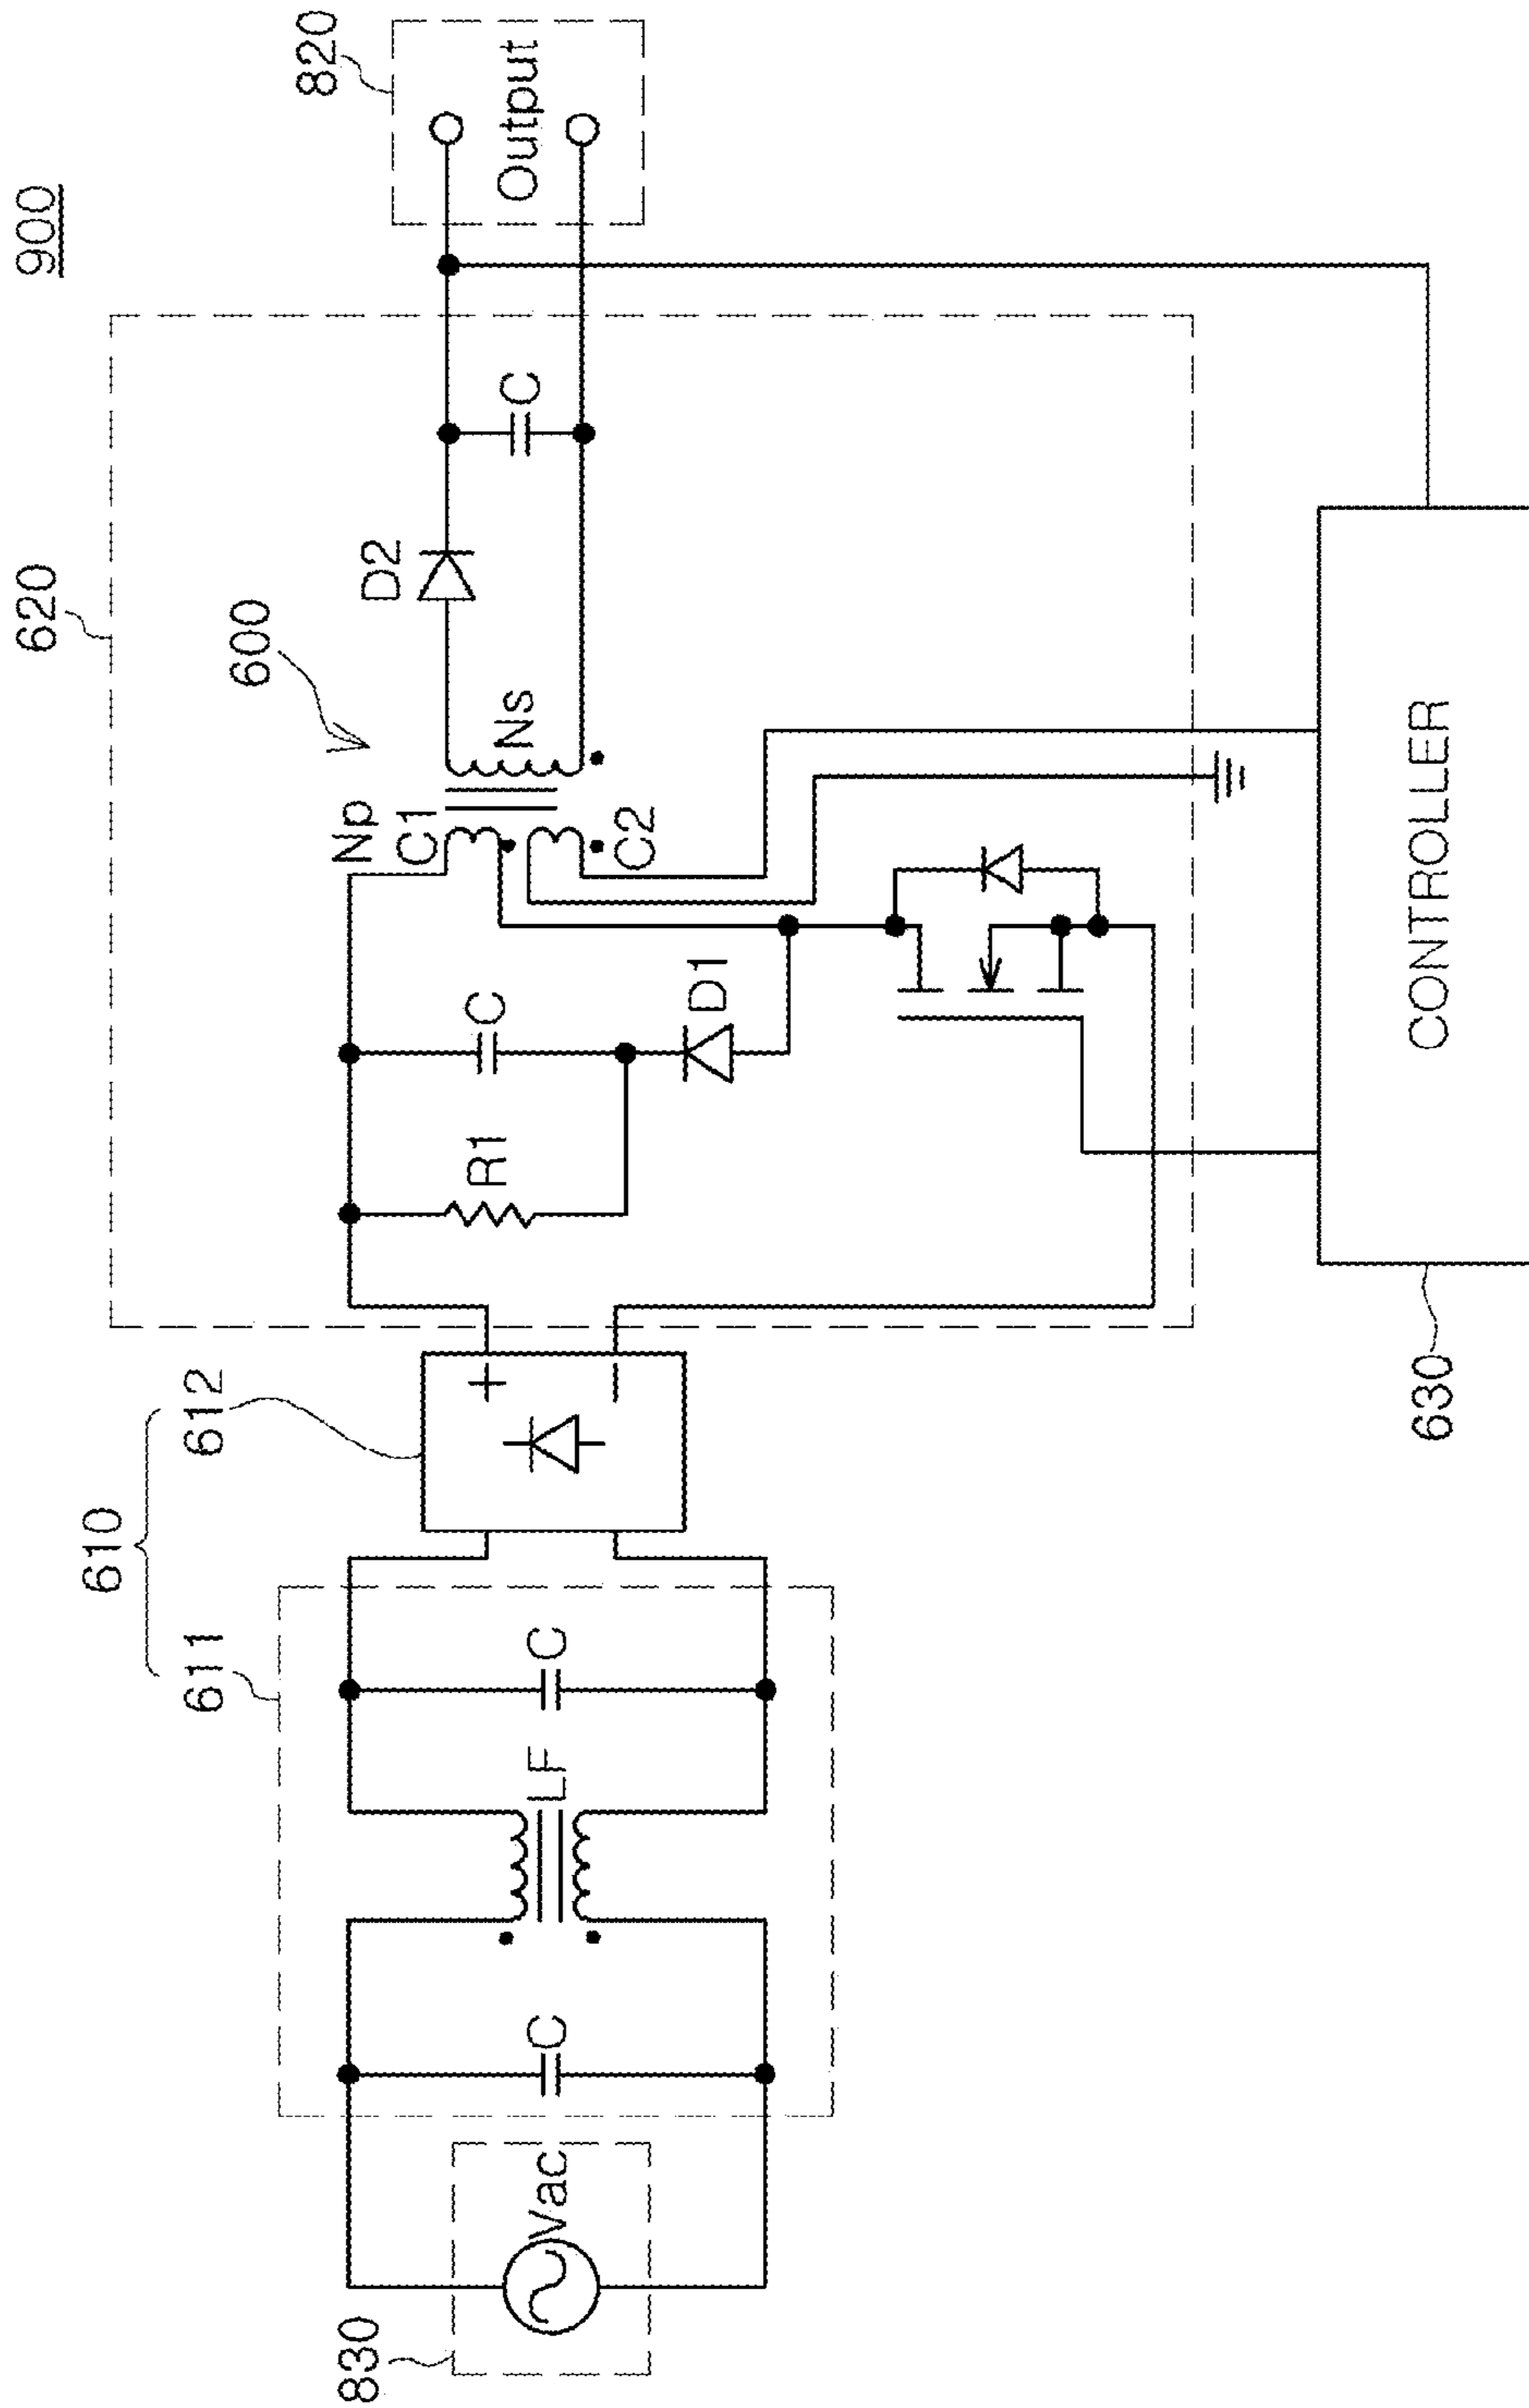 900
620
600
820
610
611
612
830
Vac
C
LF
C
+
−
R1
C
D1
Np
C1
C2
Ns
D2
C
Output
630
CONTROLLER